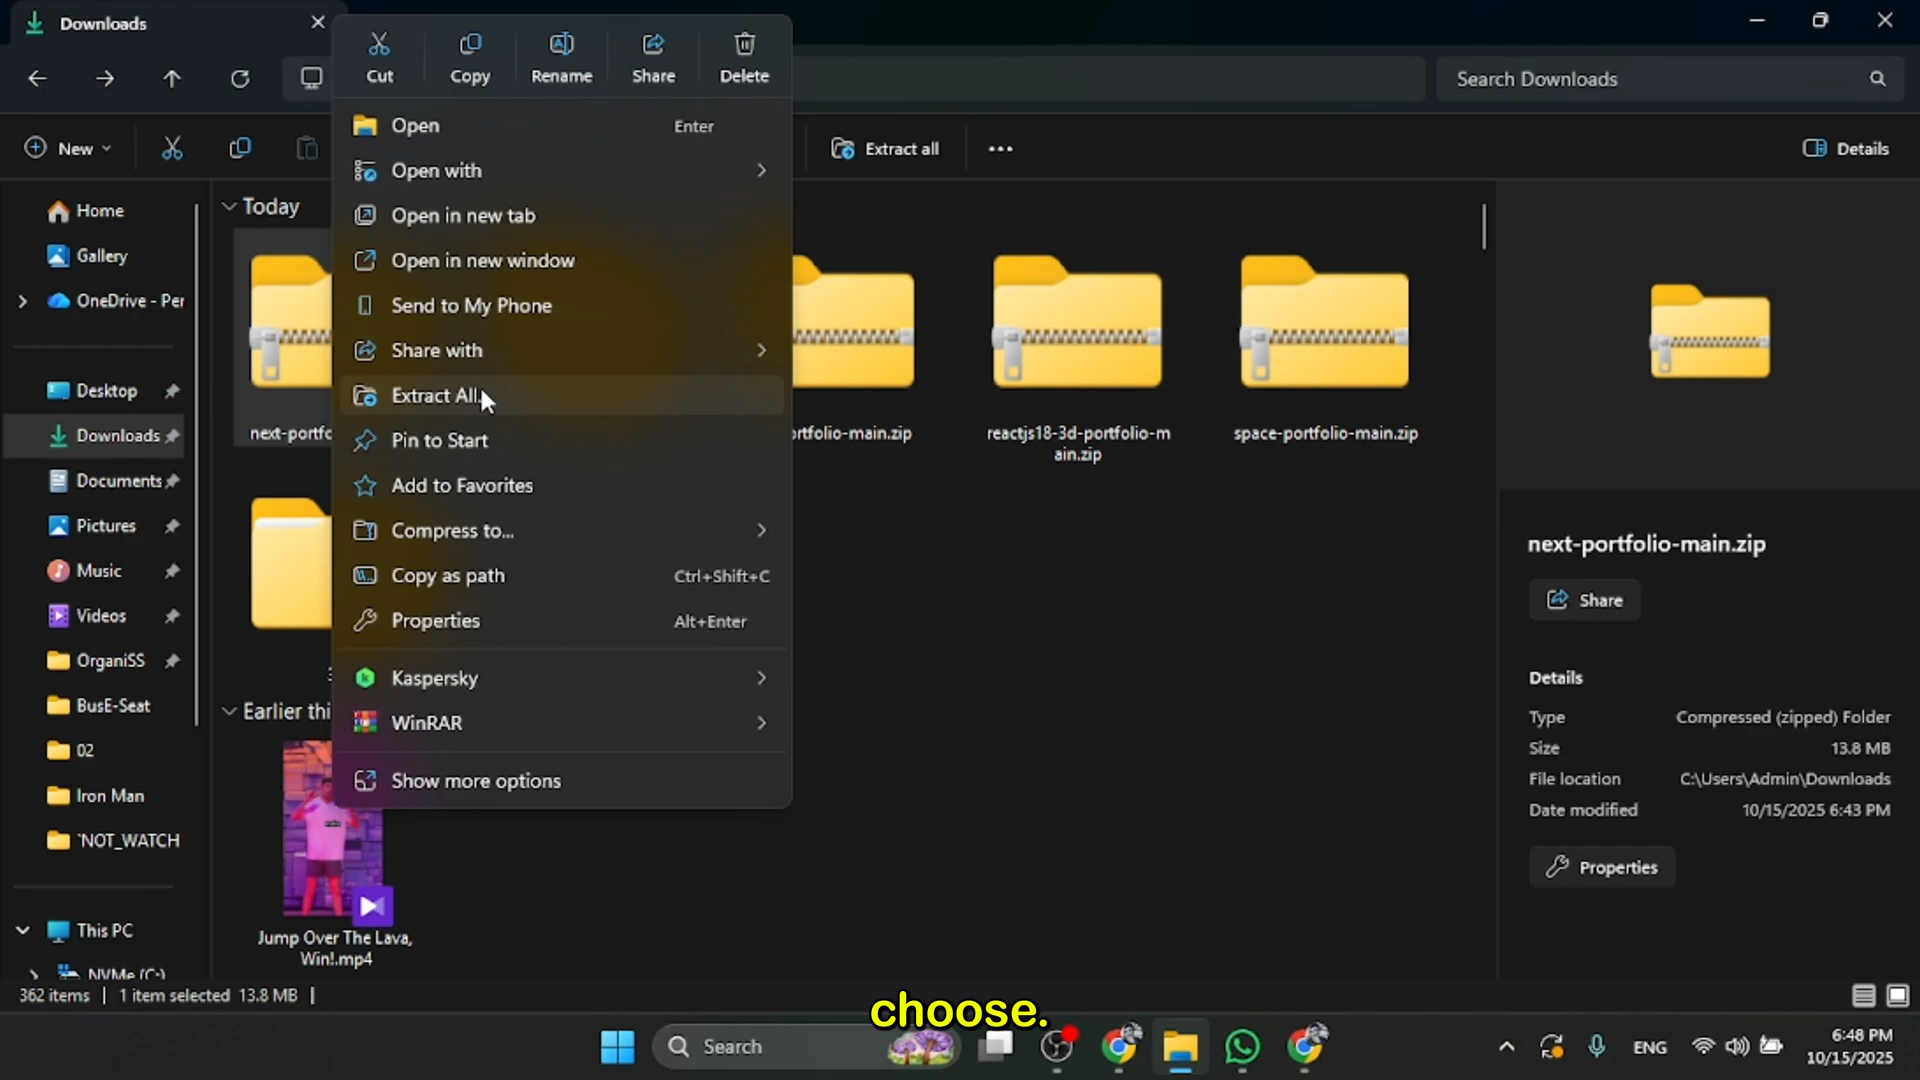 Downloads
Cut
Copy
Rename
Share
Delete
Search Downloads
New
Extract all
Details
Open Enter
Open with
Open in new tab
Open in new window
Send to My Phone
Share with
Extract All...
Pin to Start
Add to Favorites
Compress to...
Copy as path Ctrl+Shift+C
Properties Alt+Enter
Kaspersky
WinRAR
Show more options
Home
Gallery
OneDrive - Per
Desktop
Downloads
Documents
Pictures
Music
Videos
OrganiSS
BusE-Seat
02
Iron Man
`NOT_WATCH
This PC
NVMe (C:)
Today
next-portfo
rtfolio-main.zip
reactjs18-3d-portfolio-m
ain.zip
space-portfolio-main.zip
Earlier thi
Jump Over The Lava,
Win!.mp4
next-portfolio-main.zip
Share
Details
Type Compressed (zipped) Folder
Size 13.8 MB
File location C:\Users\Admin\Downloads
Date modified 10/15/2025 6:43 PM
Properties
362 items 1 item selected 13.8 MB
choose.
Search
ENG
6:48 PM
10/15/2025